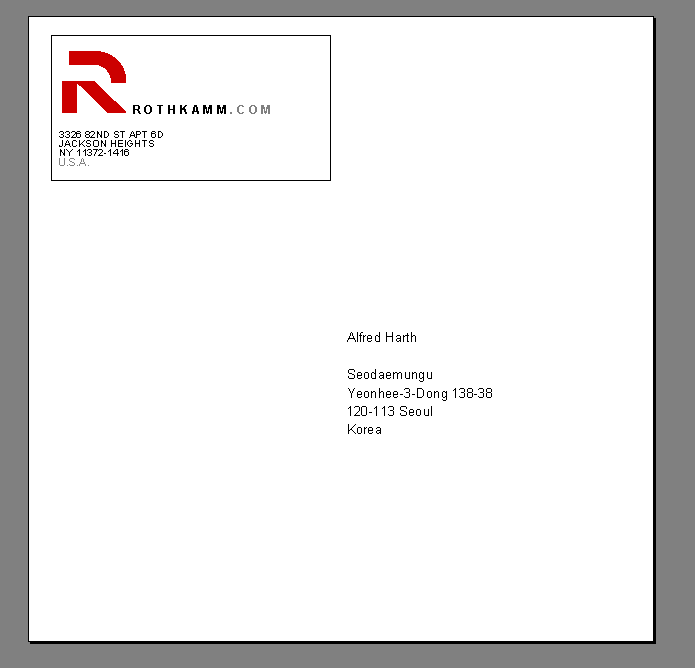 ROTHKAMM.COM
3326 82ND ST APT 6D
JACKSON HEIGHTS
NY 11372-1416
U.S.A.
Alfred Harth
Seodaemungu
Yeonhee-3-Dong 138-38
120-113 Seoul
Korea